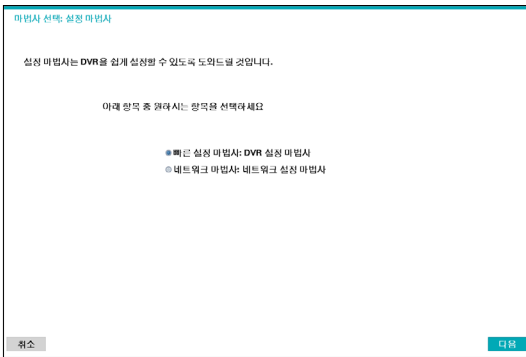 마법사 선택: 설정 마법사
설정 마법사는 DVR을 쉽게 설정할 수 있도록 도와드릴 것입니다.
아래 항목 중 원하시는 항목을 선택하세요
빠른 설정 마법사: DVR 설정 마법사
네트워크 마법사: 네트워크 설정 마법사
취소
다음